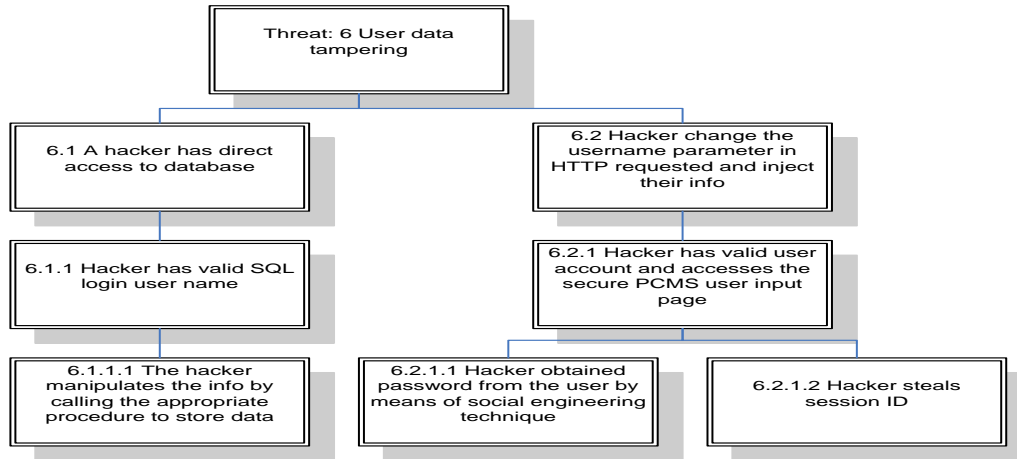 Threat: 6 User data
tampering
6.1 A hacker has direct
access to database
6.2 Hacker change the
username parameter in
HTTP requested and inject
their info
6.1.1 Hacker has valid SQL
login user name
6.2.1 Hacker has valid user
account and accesses the
secure PCMS user input
page
6.1.1.1 The hacker
manipulates the info by
calling the appropriate
procedure to store data
6.2.1.1 Hacker obtained
password from the user by
means of social engineering
technique
6.2.1.2 Hacker steals
session ID